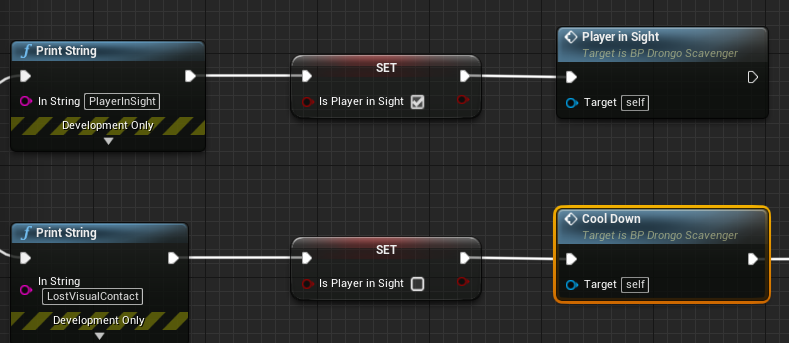 Print String
In String PlayerInSight
Development Only
SET
Is Player in Sight
Player in Sight
Target is BP Drongo Scavenger
Target self
Print String
In String
LostVisualContact
Development Only
SET
Is Player in Sight
Cool Down
Target is BP Drongo Scavenger
Target self